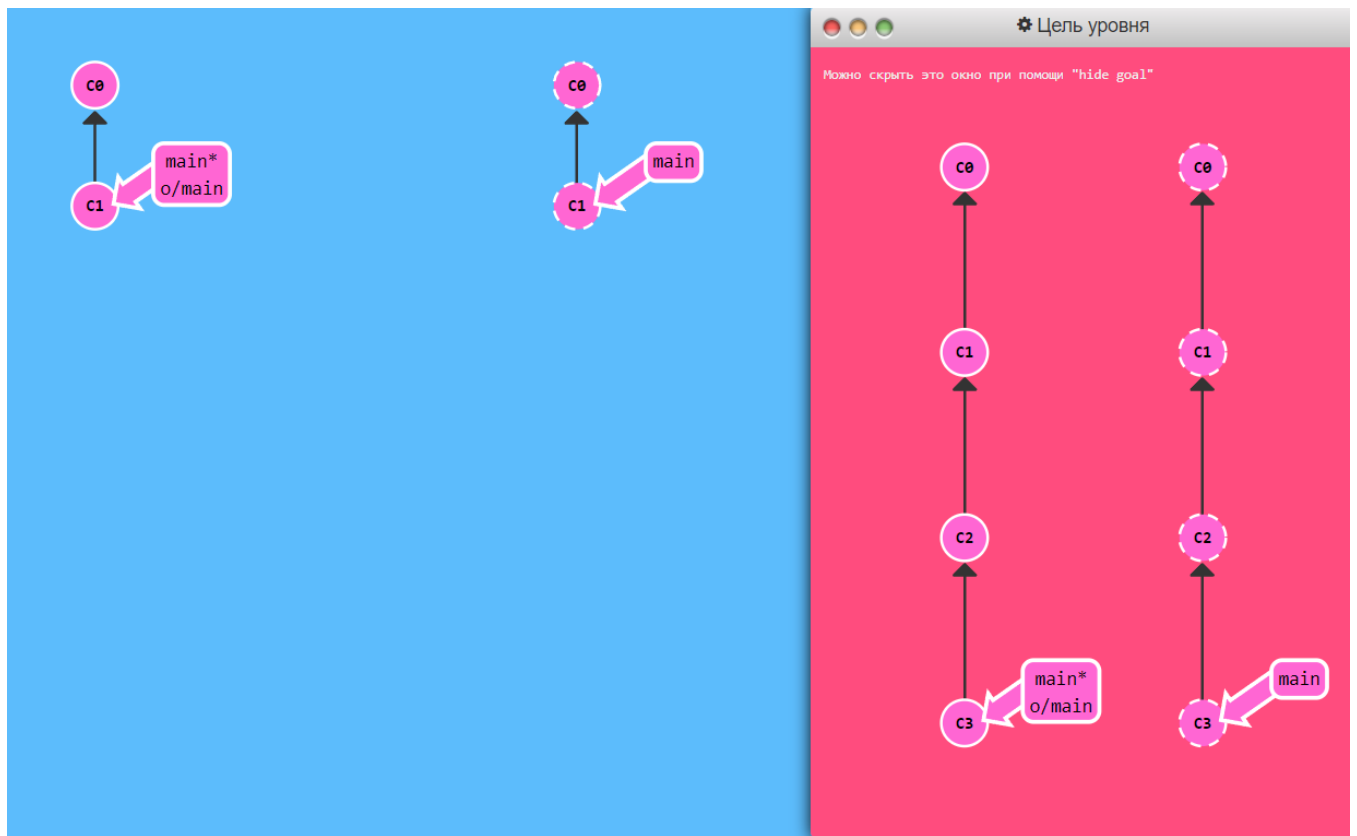 C0
main*
o/main
C1
C0
main
C1
Цель уровня
Можно скрыть это окно при помощи "hide goal"
C0
C0
C1
C1
C2
C2
main*
o/main
C3
main
C3